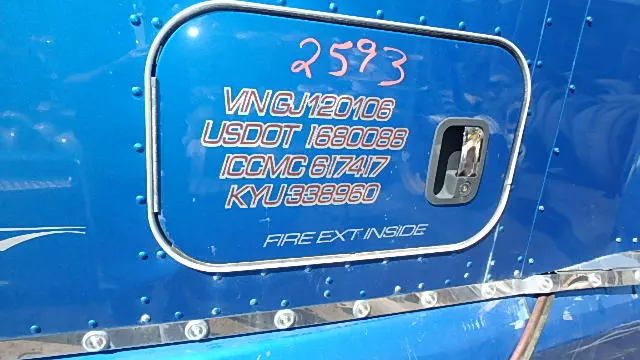 2593
VIN GJ120106
USDOT 1680088
ICCMC 617417
KYU 338960
FIRE EXT. INSIDE